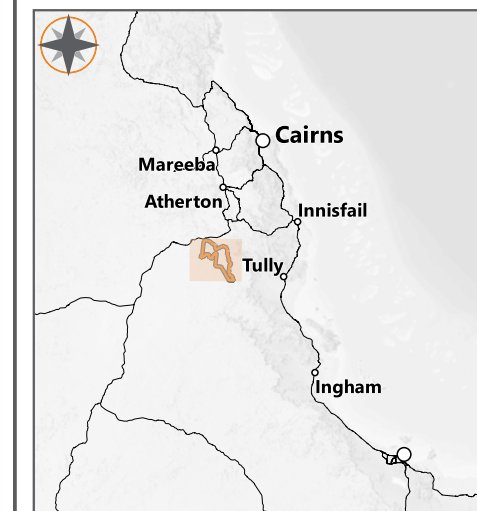 Cairns
Mareeba
Atherton
Innisfail
Tully
Ingham